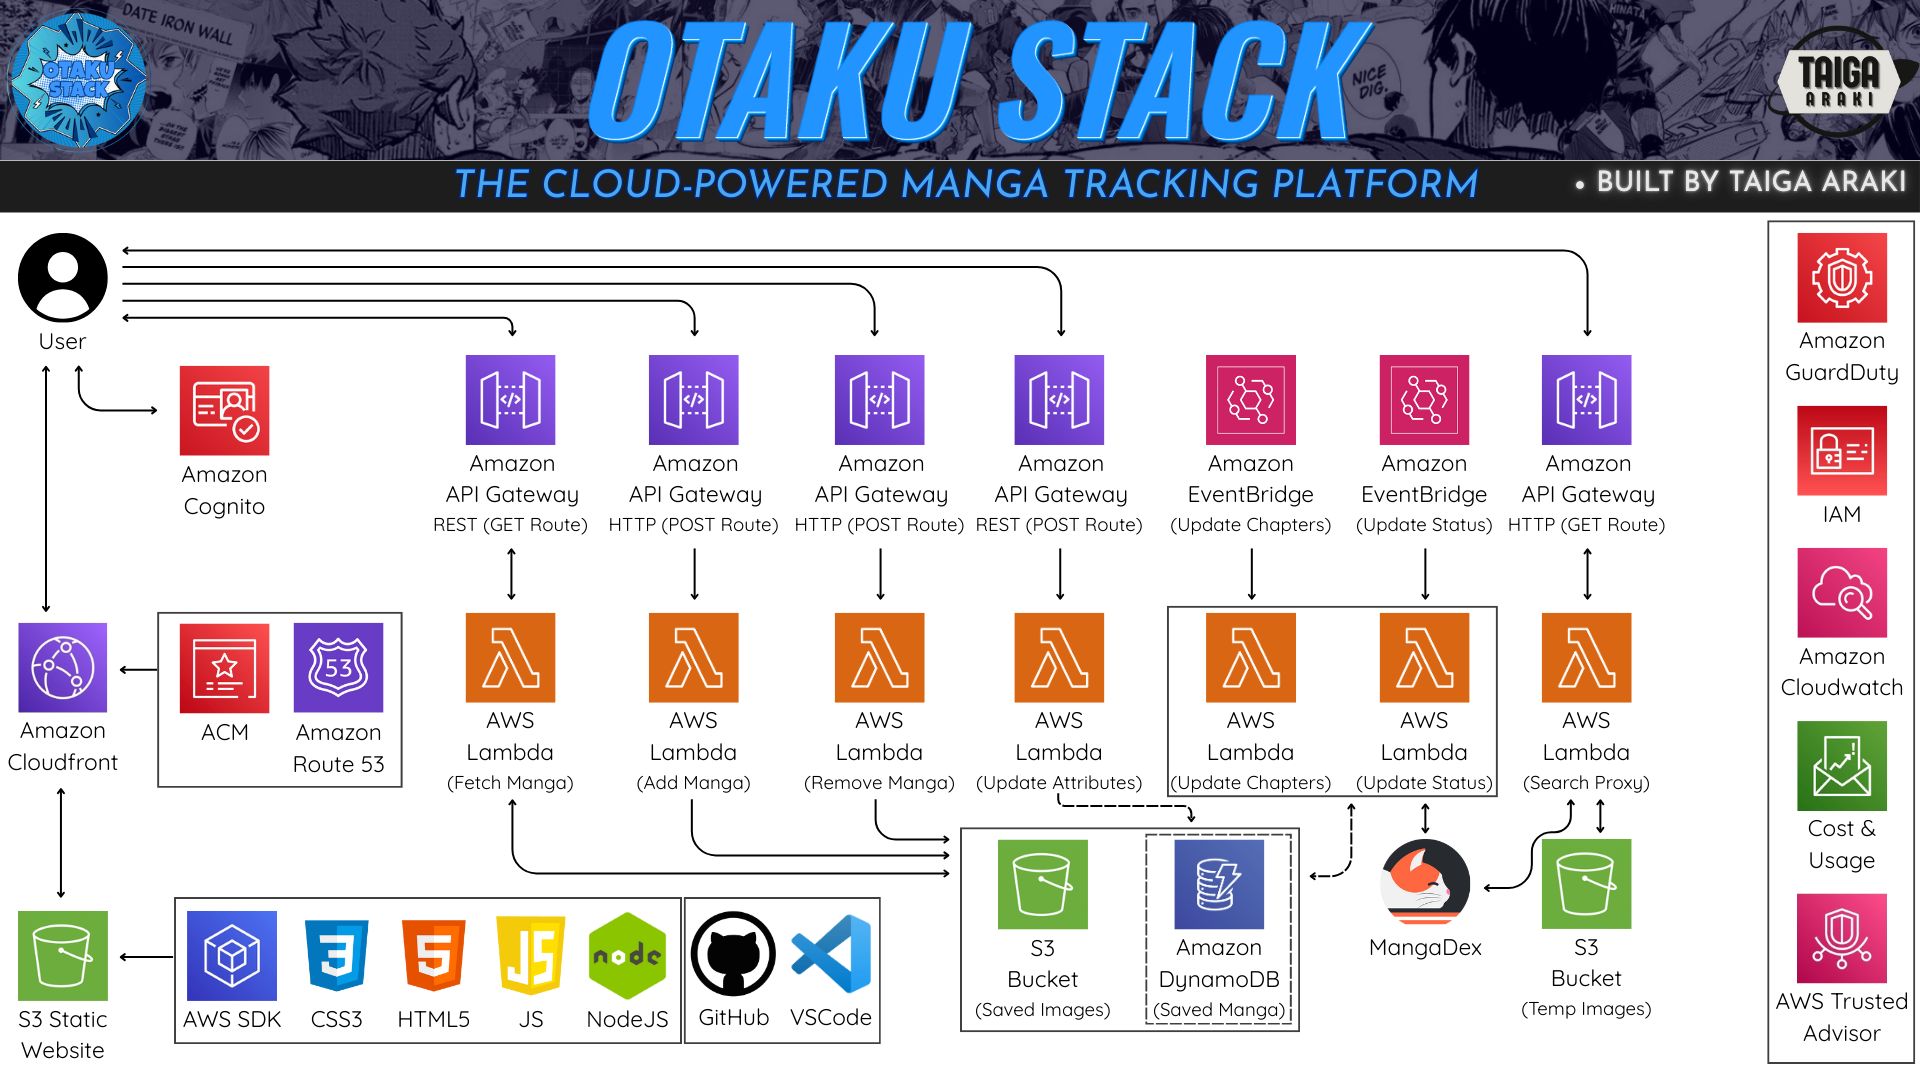 DATE IRON WALL
OTAKU
STACK
OTAKU STACK
NICE
DIG.
TAIGA
ARAKI
THE CLOUD-POWERED MANGA TRACKING PLATFORM
• BUILT BY TAIGA ARAKI
User
Amazon
Cognito
Amazon
API Gateway
REST (GET Route)
Amazon
API Gateway
HTTP (POST Route)
Amazon
API Gateway
HTTP (POST Route)
Amazon
API Gateway
REST (POST Route)
Amazon
EventBridge
(Update Chapters)
Amazon
EventBridge
(Update Status)
Amazon
API Gateway
HTTP (GET Route)
Amazon
GuardDuty
IAM
Amazon
Cloudwatch
Cost &
Usage
AWS Trusted
Advisor
Amazon
Cloudfront
ACM
53
Amazon
Route 53
AWS
Lambda
(Fetch Manga)
AWS
Lambda
(Add Manga)
AWS
Lambda
(Remove Manga)
AWS
Lambda
(Update Attributes)
AWS
Lambda
(Update Chapters)
AWS
Lambda
(Update Status)
AWS
Lambda
(Search Proxy)
S3 Static
Website
AWS SDK
3
CSS3
5
HTML5
JS
JS
node
NodeJS
GitHub
VSCode
S3
Bucket
(Saved Images)
Amazon
DynamoDB
(Saved Manga)
MangaDex
S3
Bucket
(Temp Images)